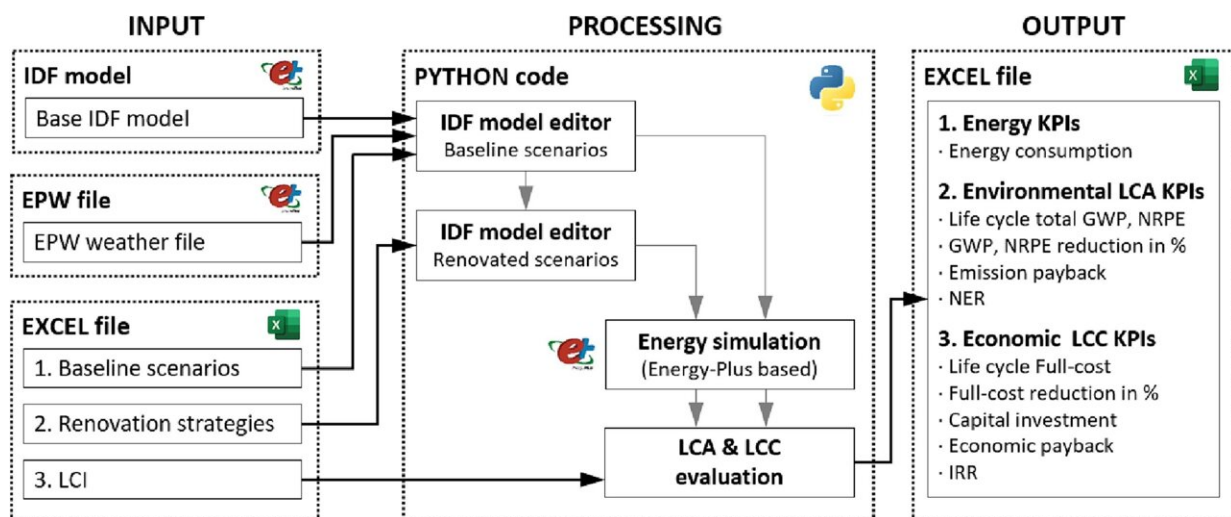 INPUT
IDF model
Base IDF model
EPW file
EPW weather file
EXCEL file
1. Baseline scenarios
2. Renovation strategies
3. LCI
PROCESSING
PYTHON code
IDF model editor
Baseline scenarios
IDF model editor
Renovated scenarios
Energy simulation
(Energy-Plus based)
LCA & LCC
evaluation
OUTPUT
EXCEL file
1. Energy KPIs
· Energy consumption
2. Environmental LCA KPIs
· Life cycle total GWP, NRPE
· GWP, NRPE reduction in %
· Emission payback
· NER
3. Economic LCC KPIs
· Life cycle Full-cost
· Full-cost reduction in %
· Capital investment
· Economic payback
· IRR